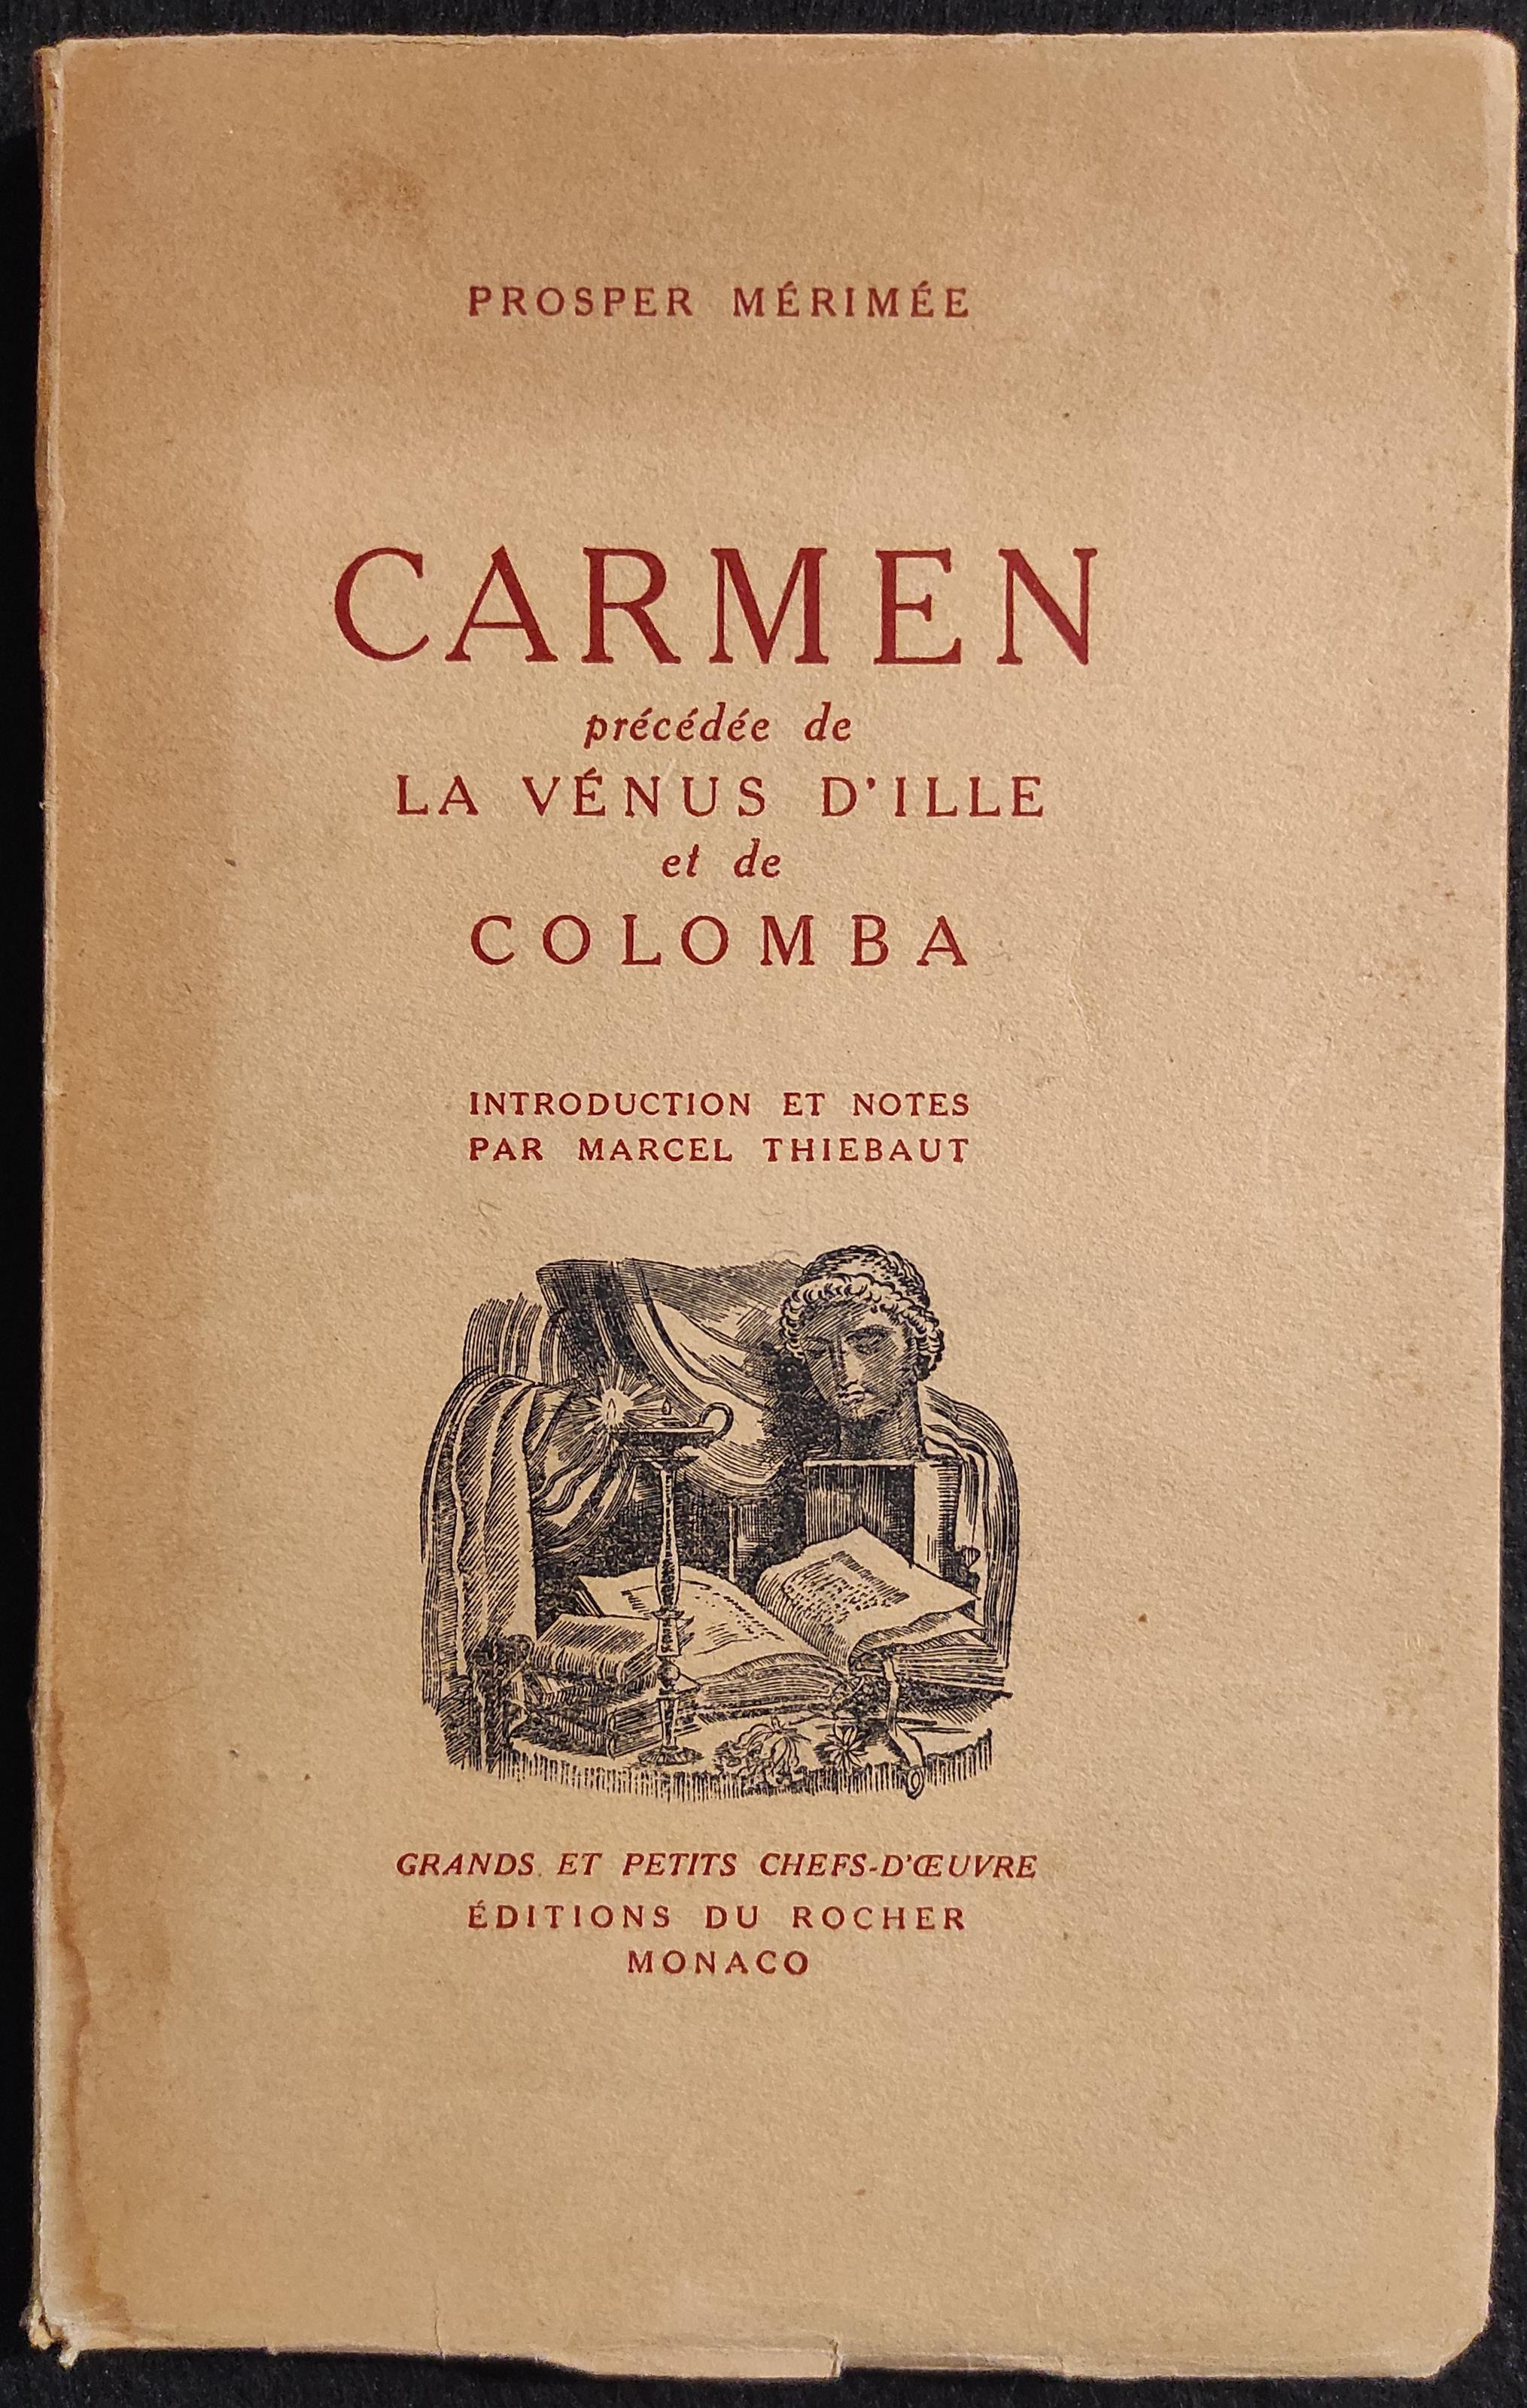 PROSPER MÉRIMÉE
CARMEN
précédée de
LA VÉNUS D'ILLE
et de
COLOMBA
INTRODUCTION ET NOTES
PAR MARCEL THIEBAUT
GRANDS ET PETITS CHEFS-D'ŒUVRE
ÉDITIONS DU ROCHER
MONACO